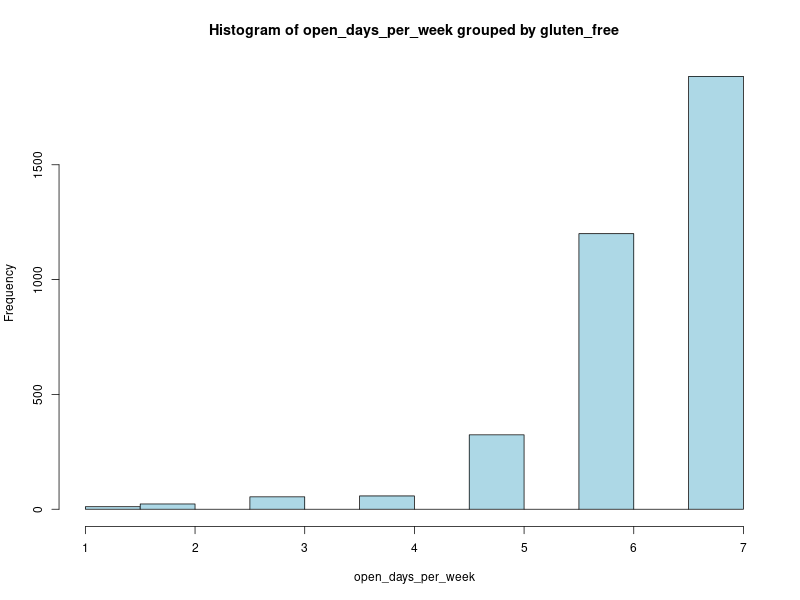 Histogram of open_days_per_week grouped by gluten_free
Frequency
1500
1000
500
0
1 2 3 4 5 6 7
open_days_per_week